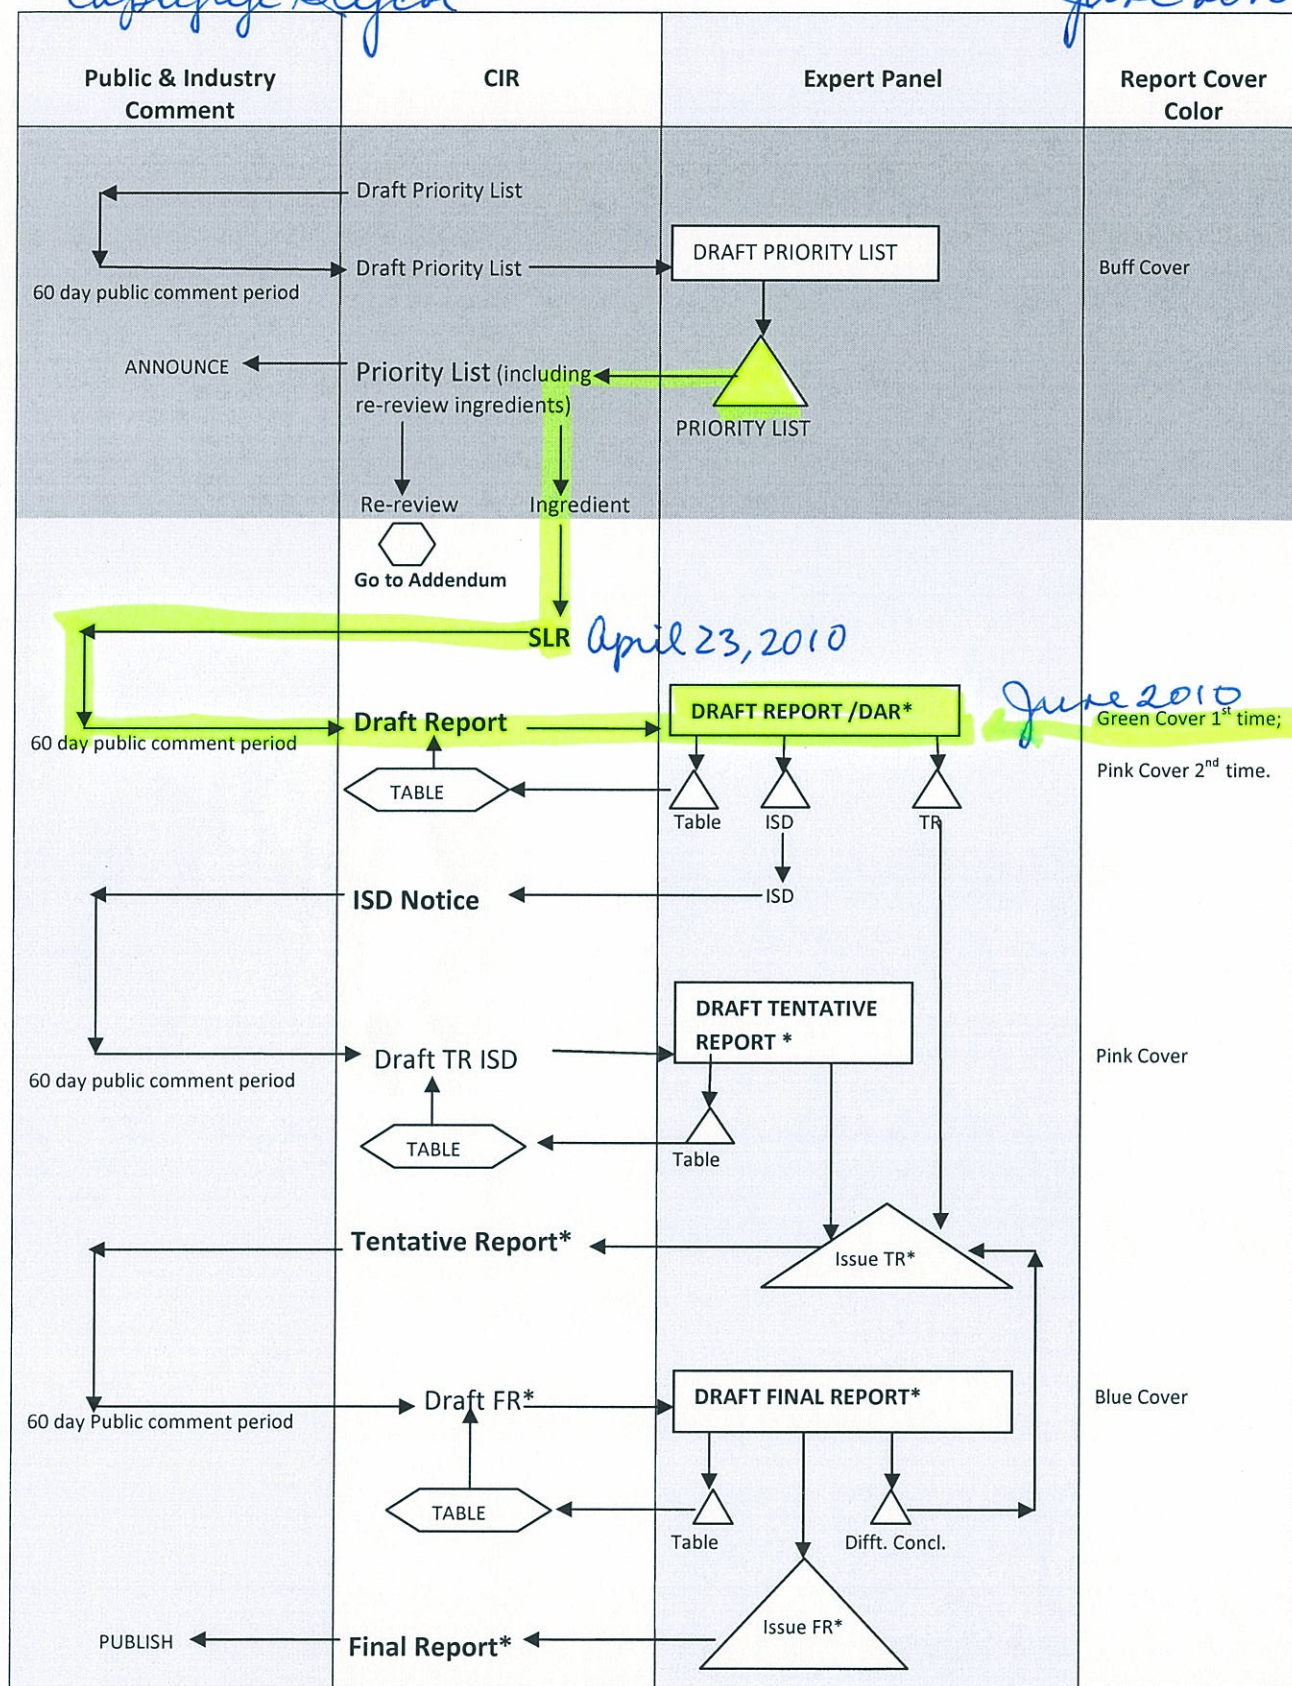 Caprylyl Glycol
June 2010
Public & Industry
Comment
CIR
Expert Panel
Report Cover
Color
Draft Priority List
DRAFT PRIORITY LIST
60 day public comment period
Draft Priority List
Buff Cover
ANNOUNCE
Priority List (including
re-review ingredients)
PRIORITY LIST
Re-review
Ingredient
Go to Addendum
SLR
April 23, 2010
June 2010
60 day public comment period
Draft Report
DRAFT REPORT /DAR*
Green Cover 1st time;
Pink Cover 2nd time.
TABLE
Table
ISD
TR
ISD Notice
ISD
DRAFT TENTATIVE
REPORT *
60 day public comment period
Draft TR ISD
Pink Cover
TABLE
Table
Tentative Report*
Issue TR*
60 day Public comment period
Draft FR*
DRAFT FINAL REPORT*
Blue Cover
TABLE
Table
Difft. Concl.
PUBLISH
Final Report*
Issue FR*